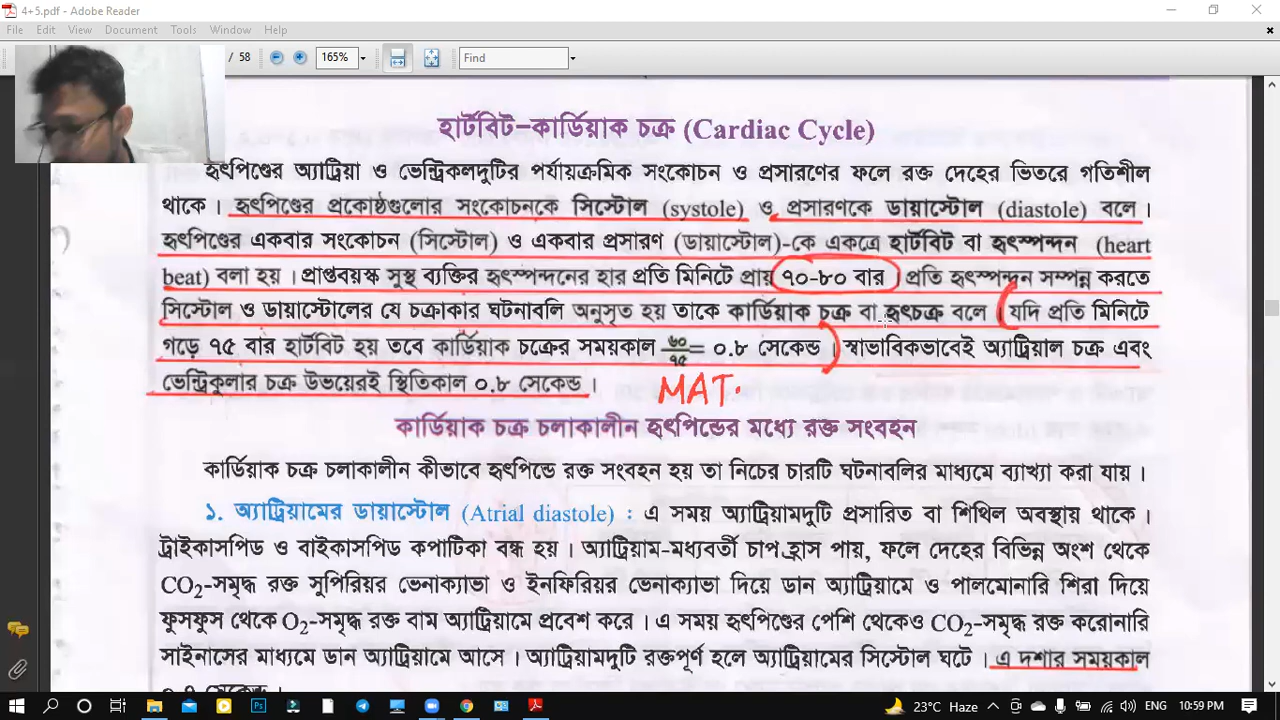 4+5.pdf - Adobe Reader
File Edit View Document Tools Window Help
/ 58 165% Find
হার্টবিট-কার্ডিয়াক চক্র (Cardiac Cycle)
হৃৎপিণ্ডের অ্যাট্রিয়া ও ভেন্ট্রিকলদুটির পর্যায়ক্রমিক সংকোচন ও প্রসারণের ফলে রক্ত দেহের ভিতরে গতিশীল
থাকে। হৃৎপিণ্ডের প্রকোষ্ঠগুলোর সংকোচনকে সিস্টোল (systole) ও প্রসারণকে ডায়াস্টোল (diastole) বলে।
হৃৎপিণ্ডের একবার সংকোচন (সিস্টোল) ও একবার প্রসারণ (ডায়াস্টোল)-কে একত্রে হার্টবিট বা হৃৎস্পন্দন (heart
beat) বলা হয়। প্রাপ্তবয়স্ক সুস্থ ব্যক্তির হৃৎস্পন্দনের হার প্রতি মিনিটে প্রায় ৭০-৮০ বার প্রতি হৃৎস্পন্দন সম্পন্ন করতে
সিস্টোল ও ডায়াস্টোলের যে চক্রাকার ঘটনাবলি অনুসৃত হয় তাকে কার্ডিয়াক চক্র বা হৃৎচক্র বলে। যদি প্রতি মিনিটে
গড়ে ৭৫ বার হার্টবিট হয় তবে কার্ডিয়াক চক্রের সময়কাল ৬০/৭৫ = ০.৮ সেকেন্ড। স্বাভাবিকভাবেই অ্যাট্রিয়াল চক্র এবং
ভেন্ট্রিকুলার চক্র উভয়েরই স্থিতিকাল ০.৮ সেকেন্ড।
MAT.
কার্ডিয়াক চক্র চলাকালীন হৃৎপিন্ডের মধ্যে রক্ত সংবহন
কার্ডিয়াক চক্র চলাকালীন কীভাবে হৃৎপিন্ডে রক্ত সংবহন হয় তা নিচের চারটি ঘটনাবলির মাধ্যমে ব্যাখ্যা করা যায়।
১. অ্যাট্রিয়ামের ডায়াস্টোল (Atrial diastole) : এ সময় অ্যাট্রিয়ামদুটি প্রসারিত বা শিথিল অবস্থায় থাকে।
ট্রাইকাসপিড ও বাইকাসপিড কপাটিকা বন্ধ হয়। অ্যাট্রিয়াম-মধ্যবর্তী চাপ হ্রাস পায়, ফলে দেহের বিভিন্ন অংশ থেকে
CO₂-সমৃদ্ধ রক্ত সুপিরিয়র ভেনাক্যাভা ও ইনফিরিয়র ভেনাক্যাভা দিয়ে ডান অ্যাট্রিয়ামে ও পালমোনারি শিরা দিয়ে
ফুসফুস থেকে O₂-সমৃদ্ধ রক্ত বাম অ্যাট্রিয়ামে প্রবেশ করে। এ সময় হৃৎপিণ্ডের পেশি থেকেও CO₂-সমৃদ্ধ রক্ত করোনারি
সাইনাসের মাধ্যমে ডান অ্যাট্রিয়ামে আসে। অ্যাট্রিয়ামদুটি রক্তপূর্ণ হলে অ্যাট্রিয়ামের সিস্টোল ঘটে। এ দশার সময়কাল
23°C Haze 10:59 PM